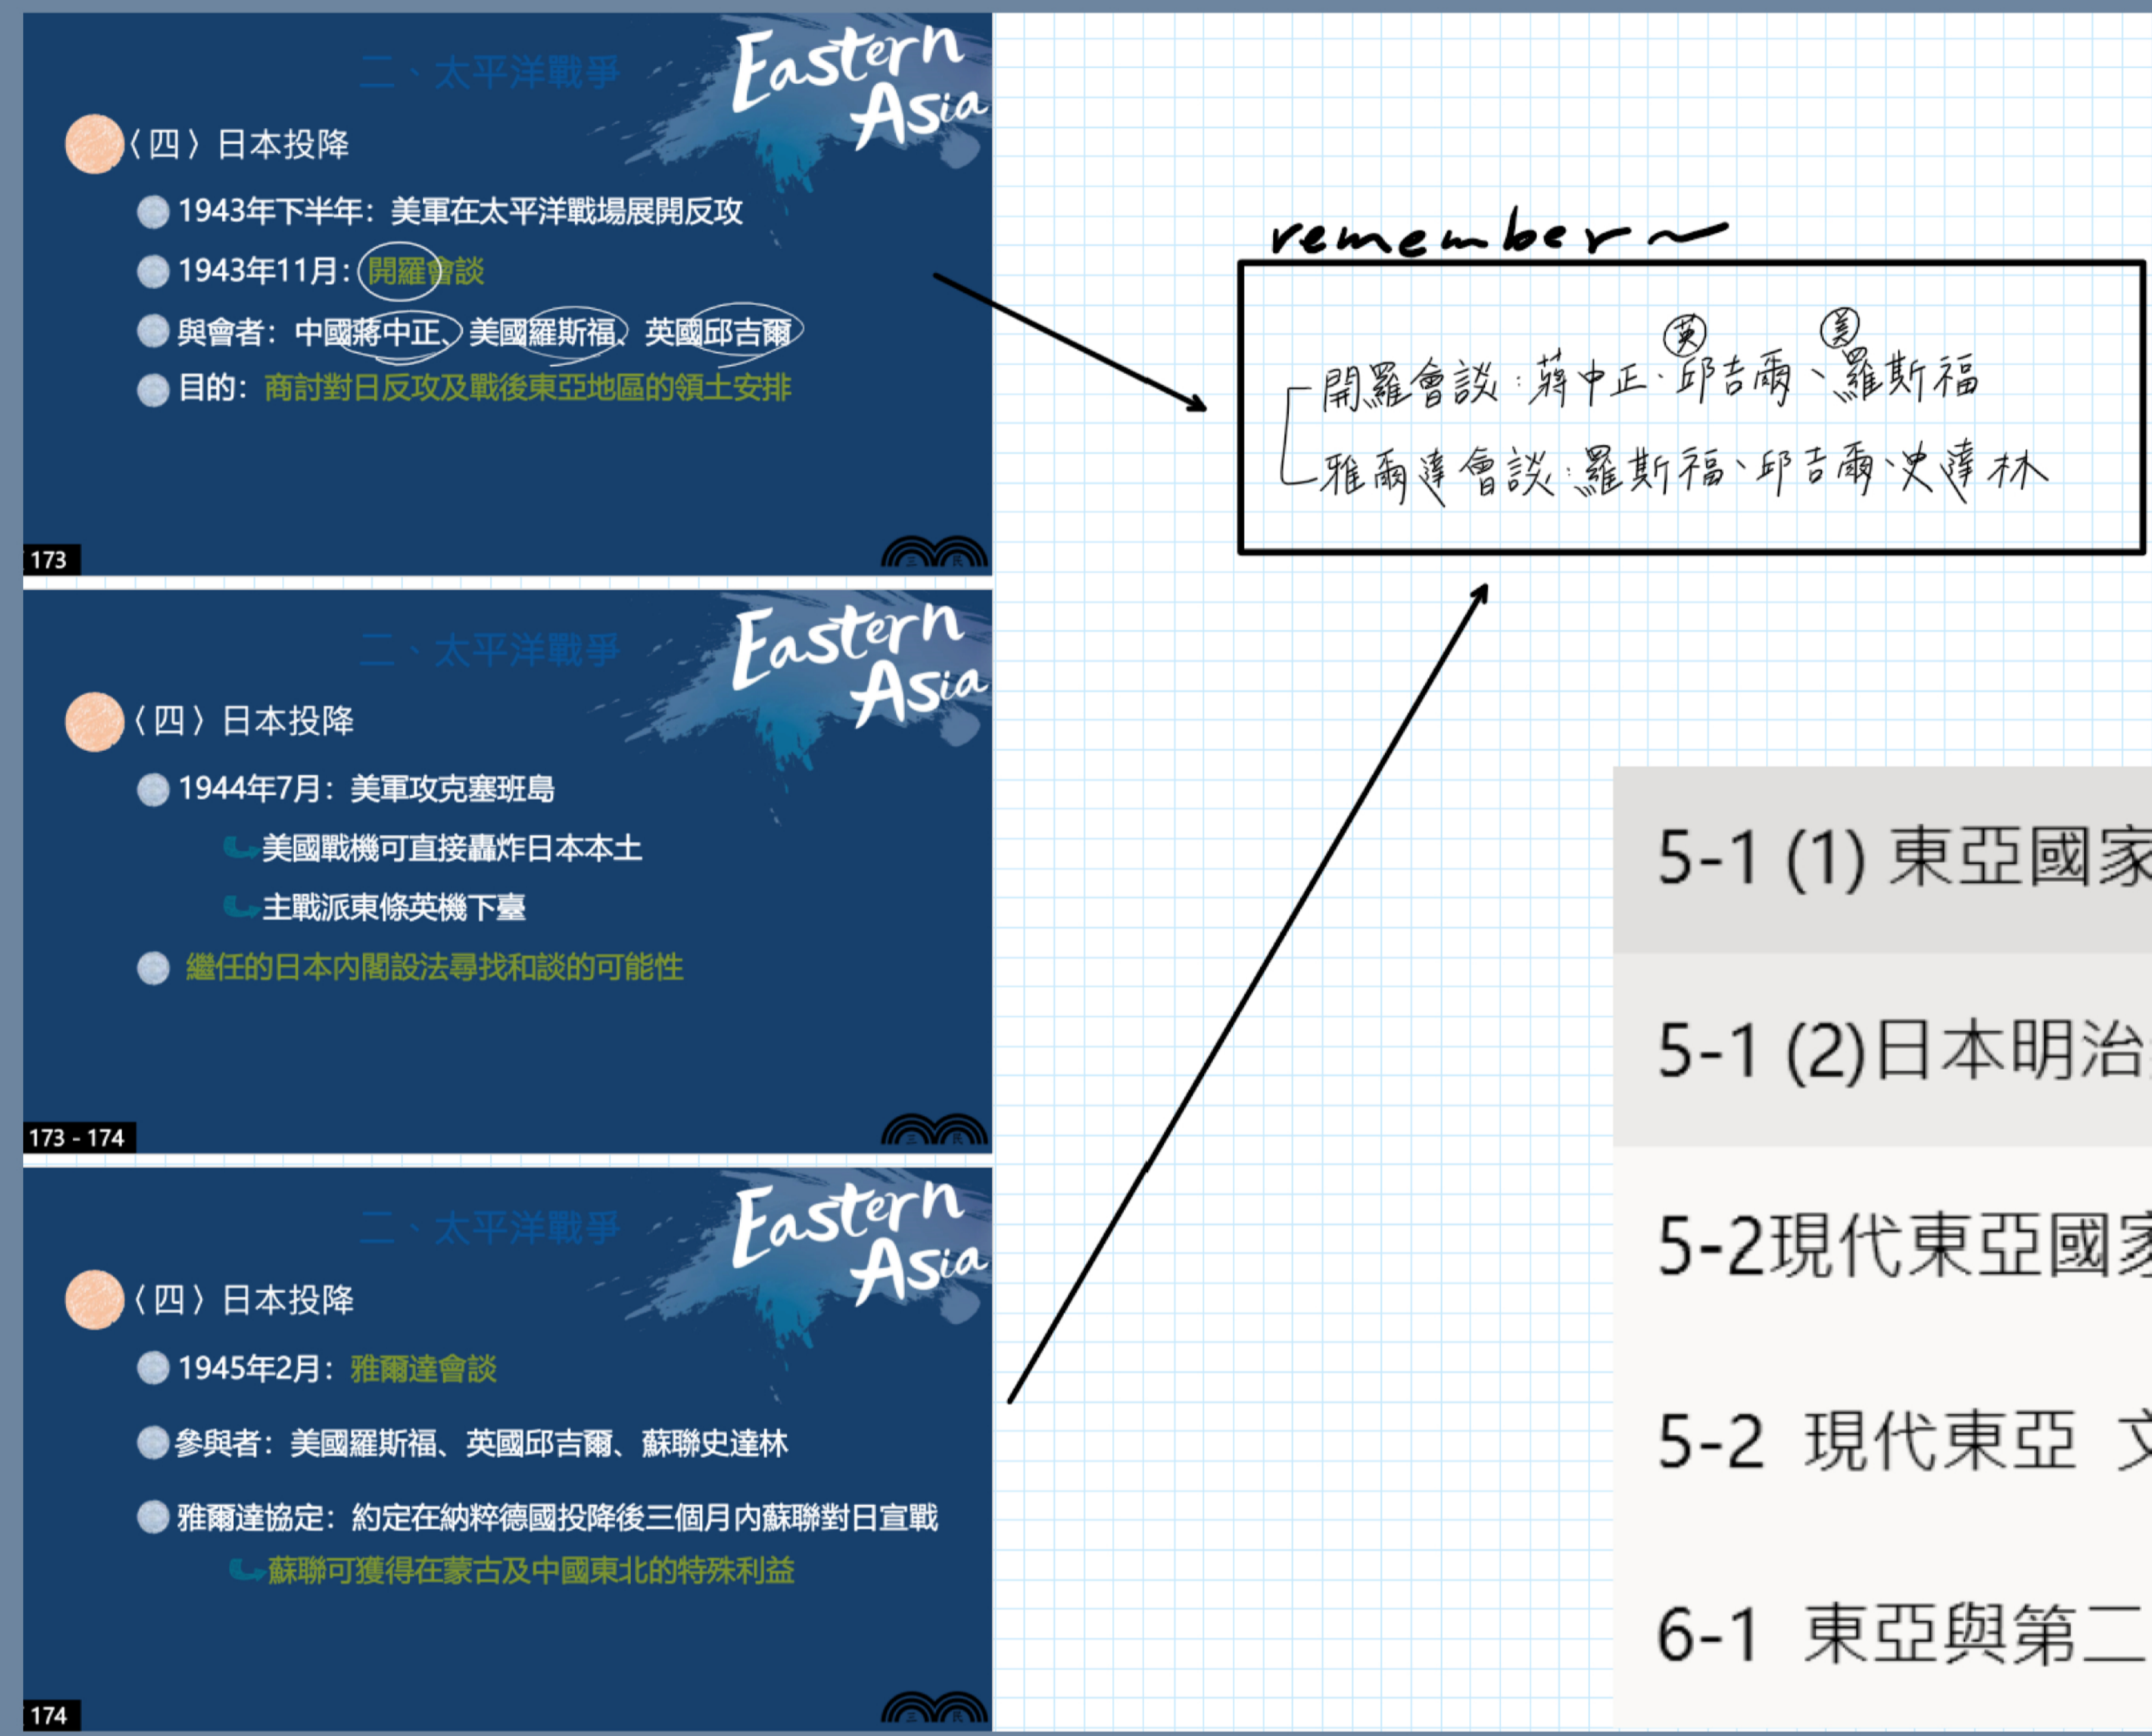 二、太平洋戰爭
Eastern
Asia
〈四〉日本投降
1943年下半年：美軍在太平洋戰場展開反攻
1943年11月：開羅會談
與會者：中國蔣中正、美國羅斯福、英國邱吉爾
目的：商討對日反攻及戰後東亞地區的領土安排
173
三 民
二、太平洋戰爭
Eastern
Asia
〈四〉日本投降
1944年7月：美軍攻克塞班島
美國戰機可直接轟炸日本本土
主戰派東條英機下臺
繼任的日本內閣設法尋找和談的可能性
173 - 174
三 民
二、太平洋戰爭
Eastern
Asia
〈四〉日本投降
1945年2月：雅爾達會談
參與者：美國羅斯福、英國邱吉爾、蘇聯史達林
雅爾達協定：約定在納粹德國投降後三個月內蘇聯對日宣戰
蘇聯可獲得在蒙古及中國東北的特殊利益
174
三 民
remember~
英 美
開羅會談：蔣中正、邱吉爾、羅斯福
雅爾達會談：羅斯福、邱吉爾、史達林
5-1 (1) 東亞國家
5-1 (2)日本明治
5-2現代東亞國家
5-2 現代東亞 文
6-1 東亞與第二